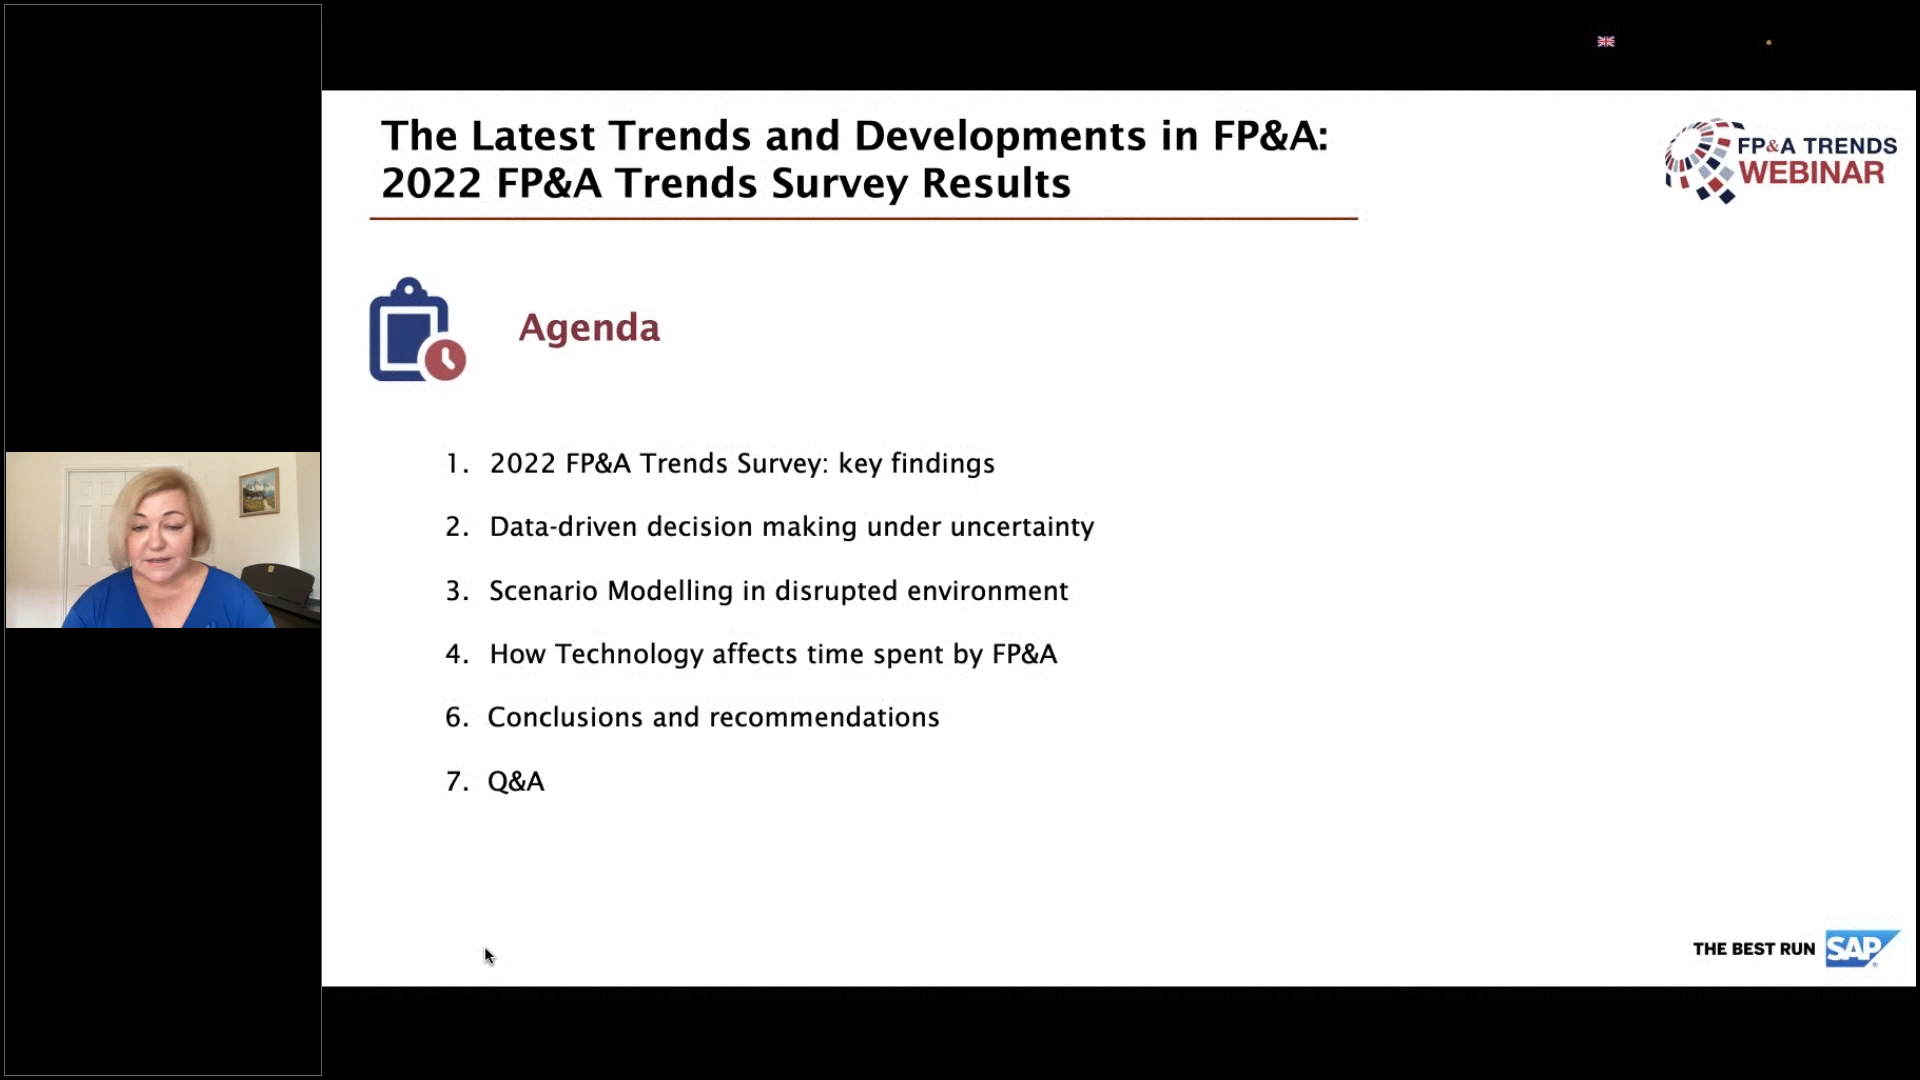 The Latest Trends and Developments in FP&A:
2022 FP&A Trends Survey Results
FP&A TRENDS
WEBINAR
Agenda
1. 2022 FP&A Trends Survey: key findings
2. Data-driven decision making under uncertainty
3. Scenario Modelling in disrupted environment
4. How Technology affects time spent by FP&A
6. Conclusions and recommendations
7. Q&A
THE BEST RUN SAP®